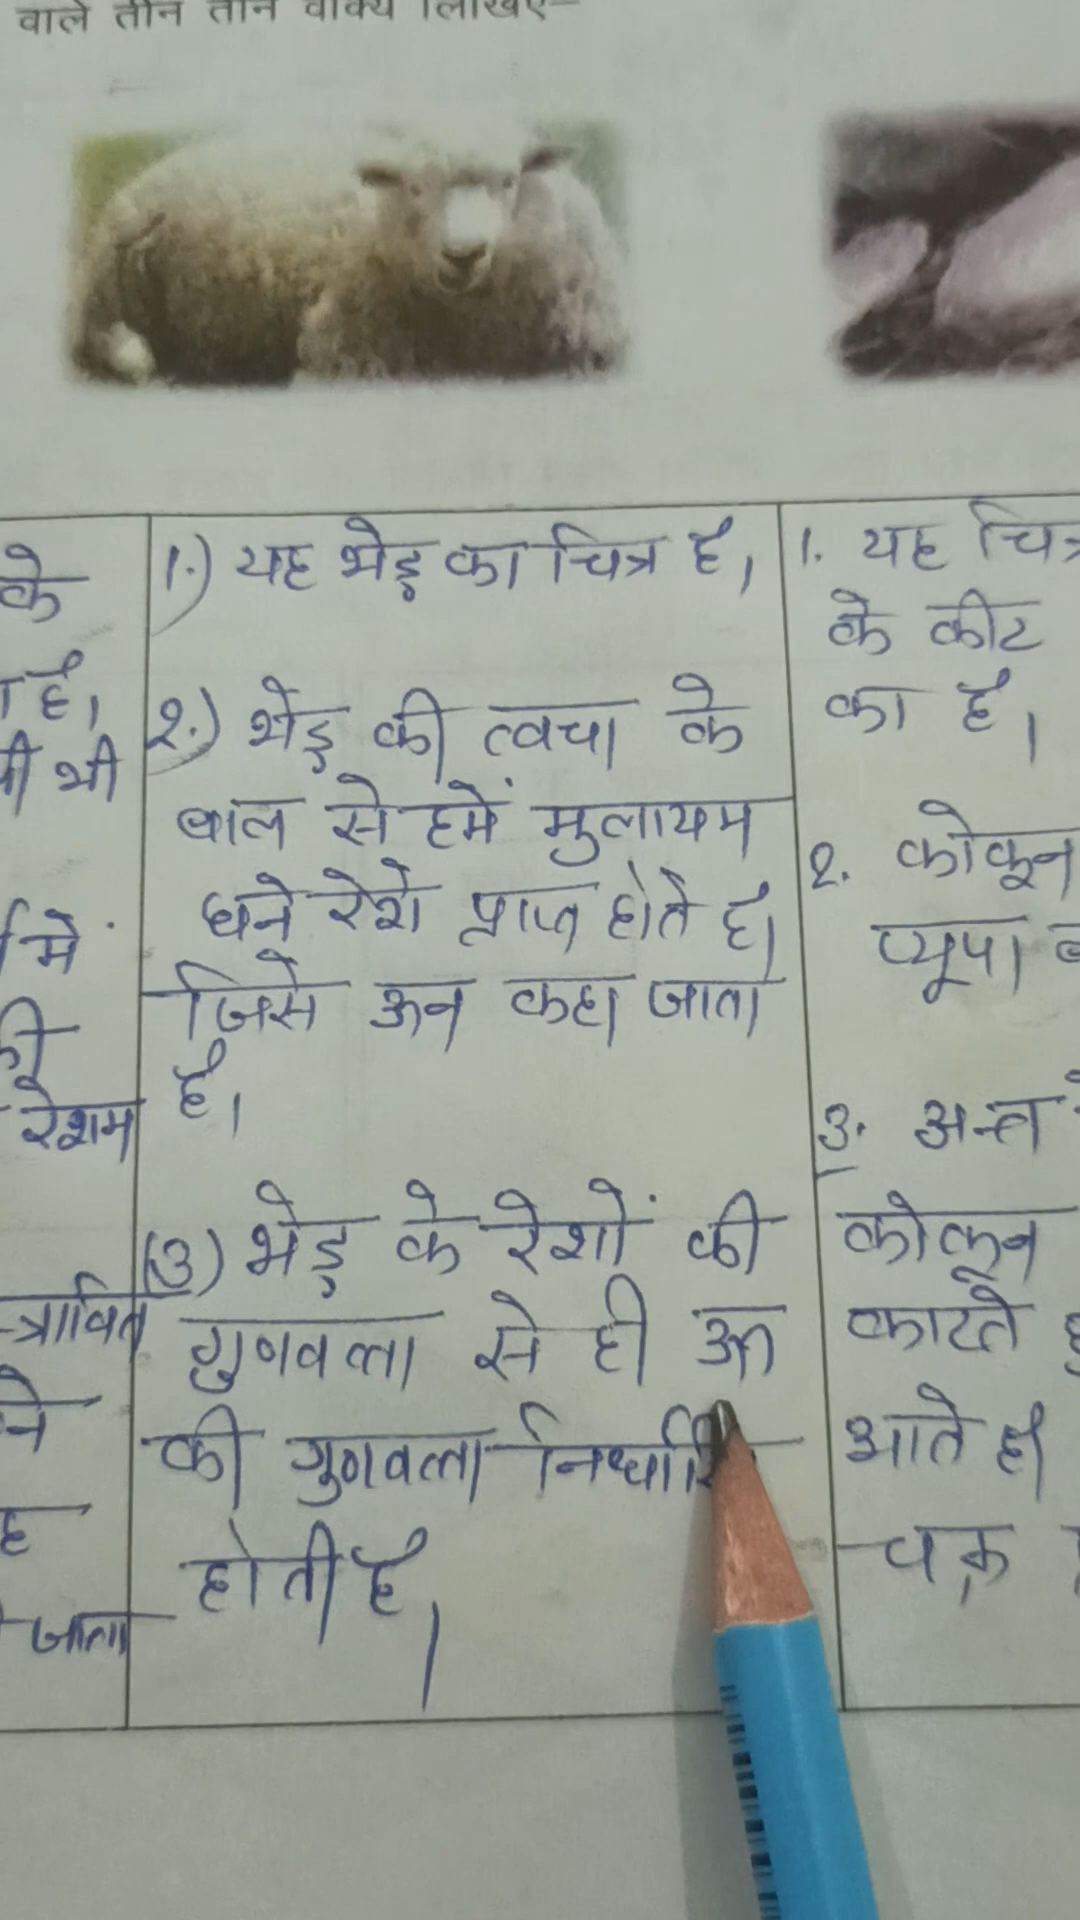 वाले तीन तीन वाक्य लिखिए–
के
है।
भी
में
की
रेशम
ने
जाता
1.) यह भेड़ का चित्र है।
2.) भेड़ की त्वचा के
बाल से हमें मुलायम
घने रेशे प्राप्त होते है।
जिसे ऊन कहा जाता
है।
(3) भेड़ के रेशों की
गुणवत्ता से ही ऊन
की गुणवत्ता
होती है।
1. यह
के कीट
का है।
2. कोकून
प्यूपा
3. अन्त
कोकून
काटते
आते है
चक्र